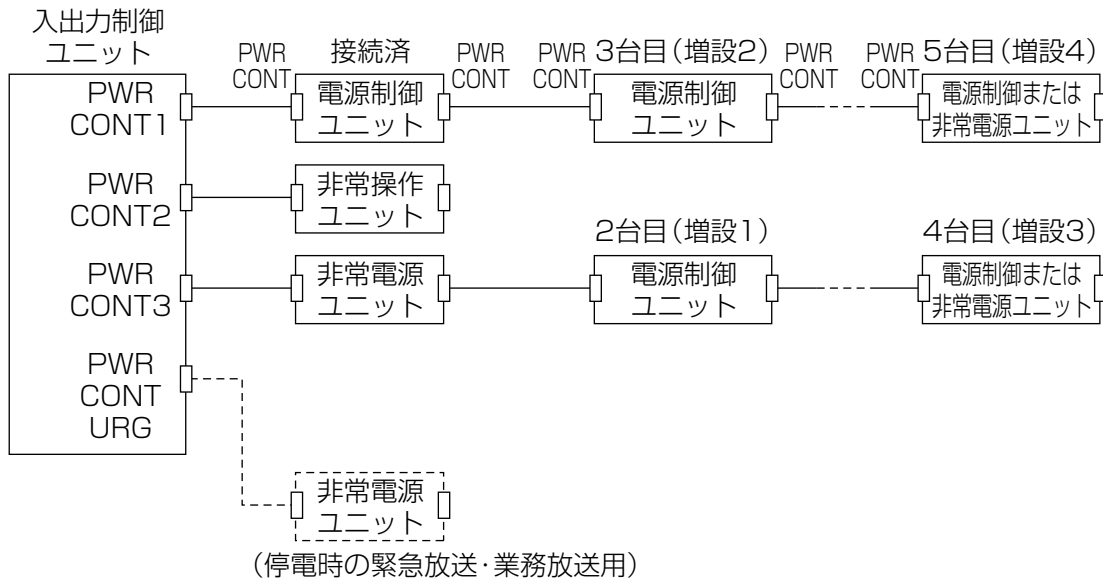 入出力制御
ユニット
PWR
CONT1
PWR
CONT2
PWR
CONT3
PWR
CONT
URG
PWR
CONT
接続済
電源制御
ユニット
PWR
CONT
PWR
CONT
3台目(増設2)
電源制御
ユニット
PWR
CONT
PWR
CONT
5台目(増設4)
電源制御または
非常電源ユニット
非常操作
ユニット
非常電源
ユニット
2台目(増設1)
電源制御
ユニット
4台目(増設3)
電源制御または
非常電源ユニット
非常電源
ユニット
(停電時の緊急放送・業務放送用)